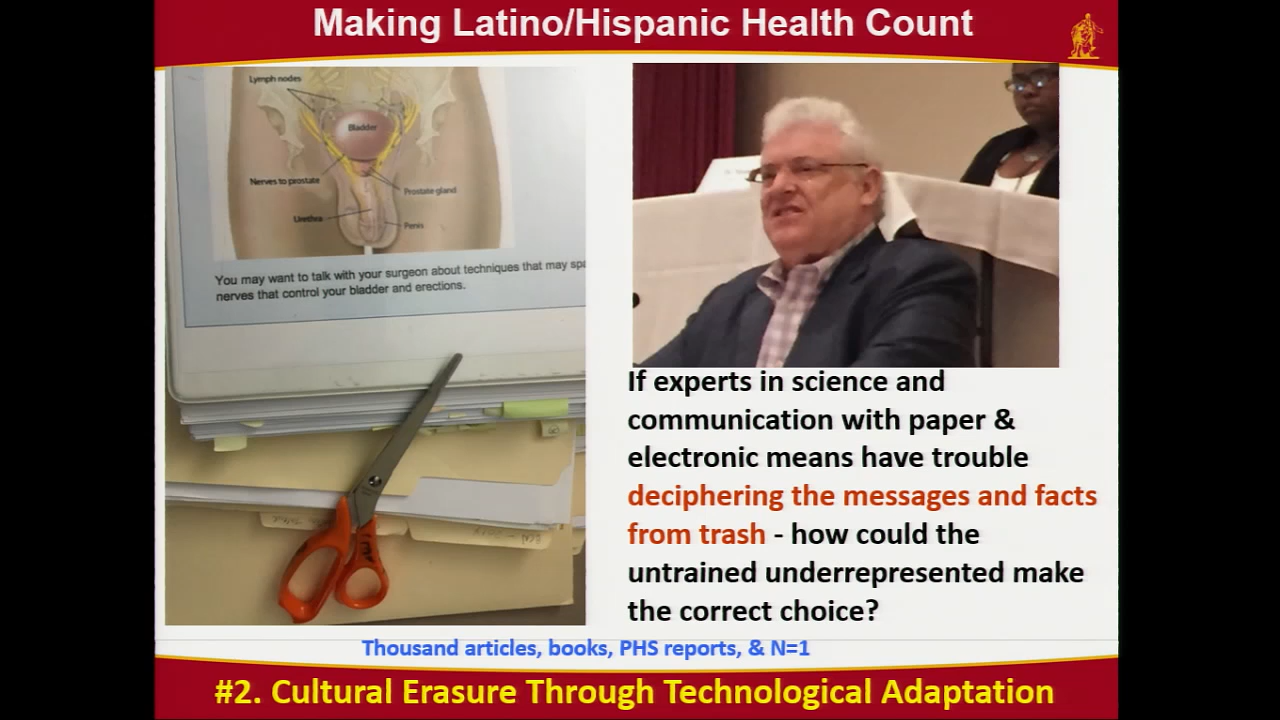 Making Latino/Hispanic Health Count
Lymph nodes
Bladder
Nerves to prostate
Prostate gland
Urethra
Penis
You may want to talk with your surgeon about techniques that may spa
nerves that control your bladder and erections.
If experts in science and
communication with paper &
electronic means have trouble
deciphering the messages and facts
from trash - how could the
untrained underrepresented make
the correct choice?
Thousand articles, books, PHS reports, & N=1
#2. Cultural Erasure Through Technological Adaptation